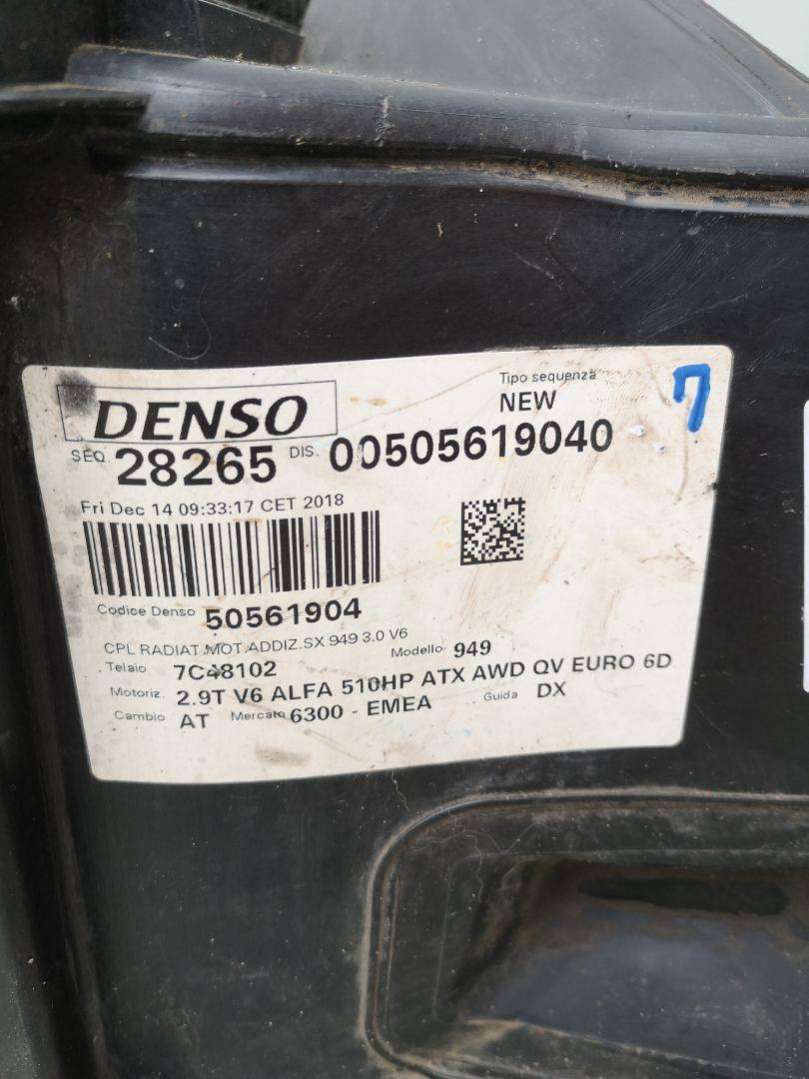 DENSO
Tipo sequenza
NEW
7
SEQ. 28265 DIS. 00505619040
Fri Dec 14 09:33:17 CET 2018
Codice Denso 50561904
CPL RADIAT.MOT.ADDIZ.SX 949 3.0 V6
Modello 949
Telaio 7C48102
Motoriz. 2.9T V6 ALFA 510HP ATX AWD QV EURO 6D
Cambio AT Mercato 6300 - EMEA Guida DX